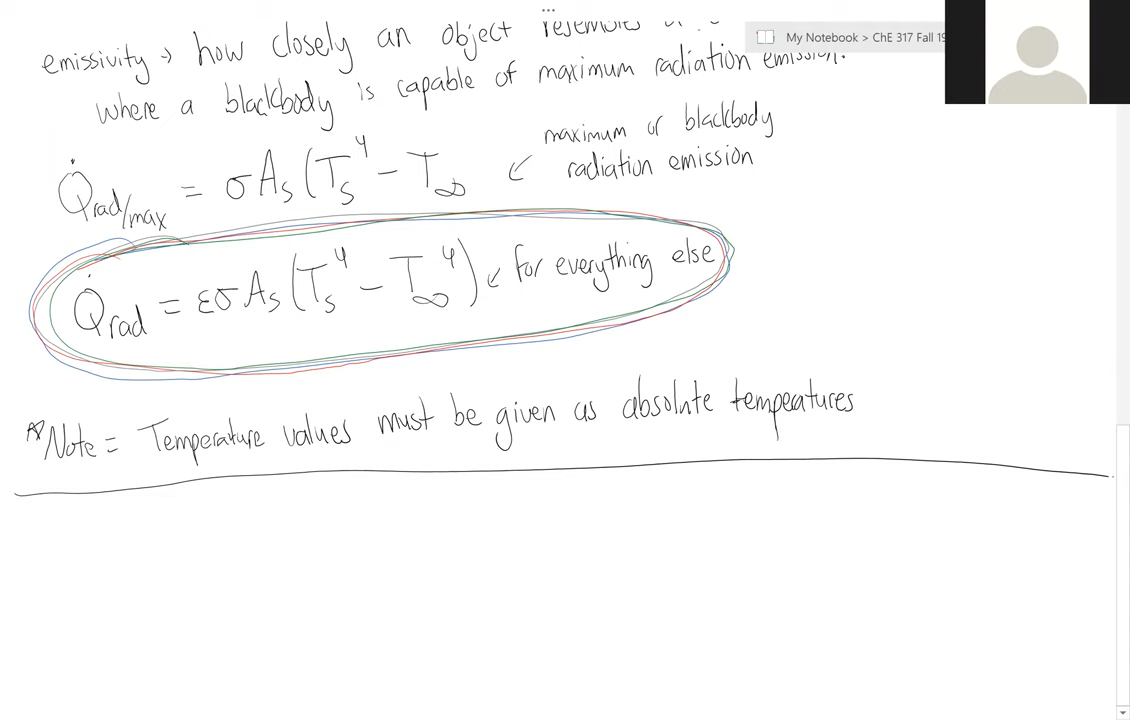 emissivity → how closely an object resembles
My Notebook > ChE 317 Fall 19
where a blackbody is capable of maximum radiation emission.
maximum or blackbody
Q̇rad/max = σAs(Ts⁴ − T∞ ← radiation emission
Q̇rad = εσAs(Ts⁴ − T∞⁴) ← for everything else
*Note = Temperature values must be given as absolute temperatures